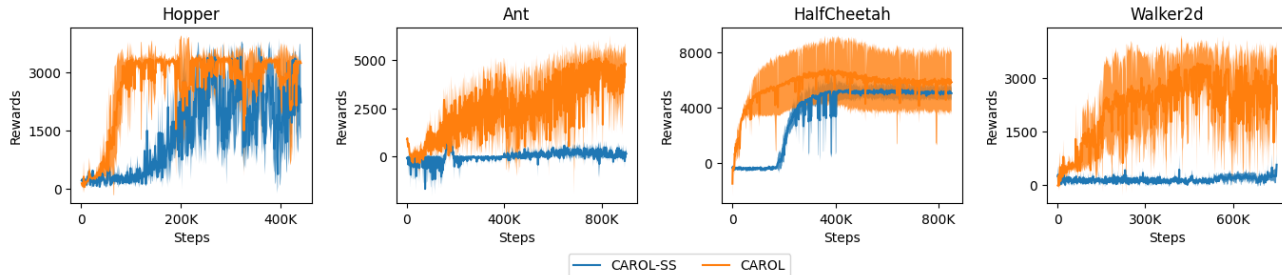 Hopper
Rewards
3000
1500
0
0
200K
400K
Steps
Ant
Rewards
5000
2500
0
0
400K
800K
Steps
HalfCheetah
Rewards
8000
4000
0
0
400K
800K
Steps
Walker2d
Rewards
3000
1500
0
0
300K
600K
Steps
CAROL-SS
CAROL